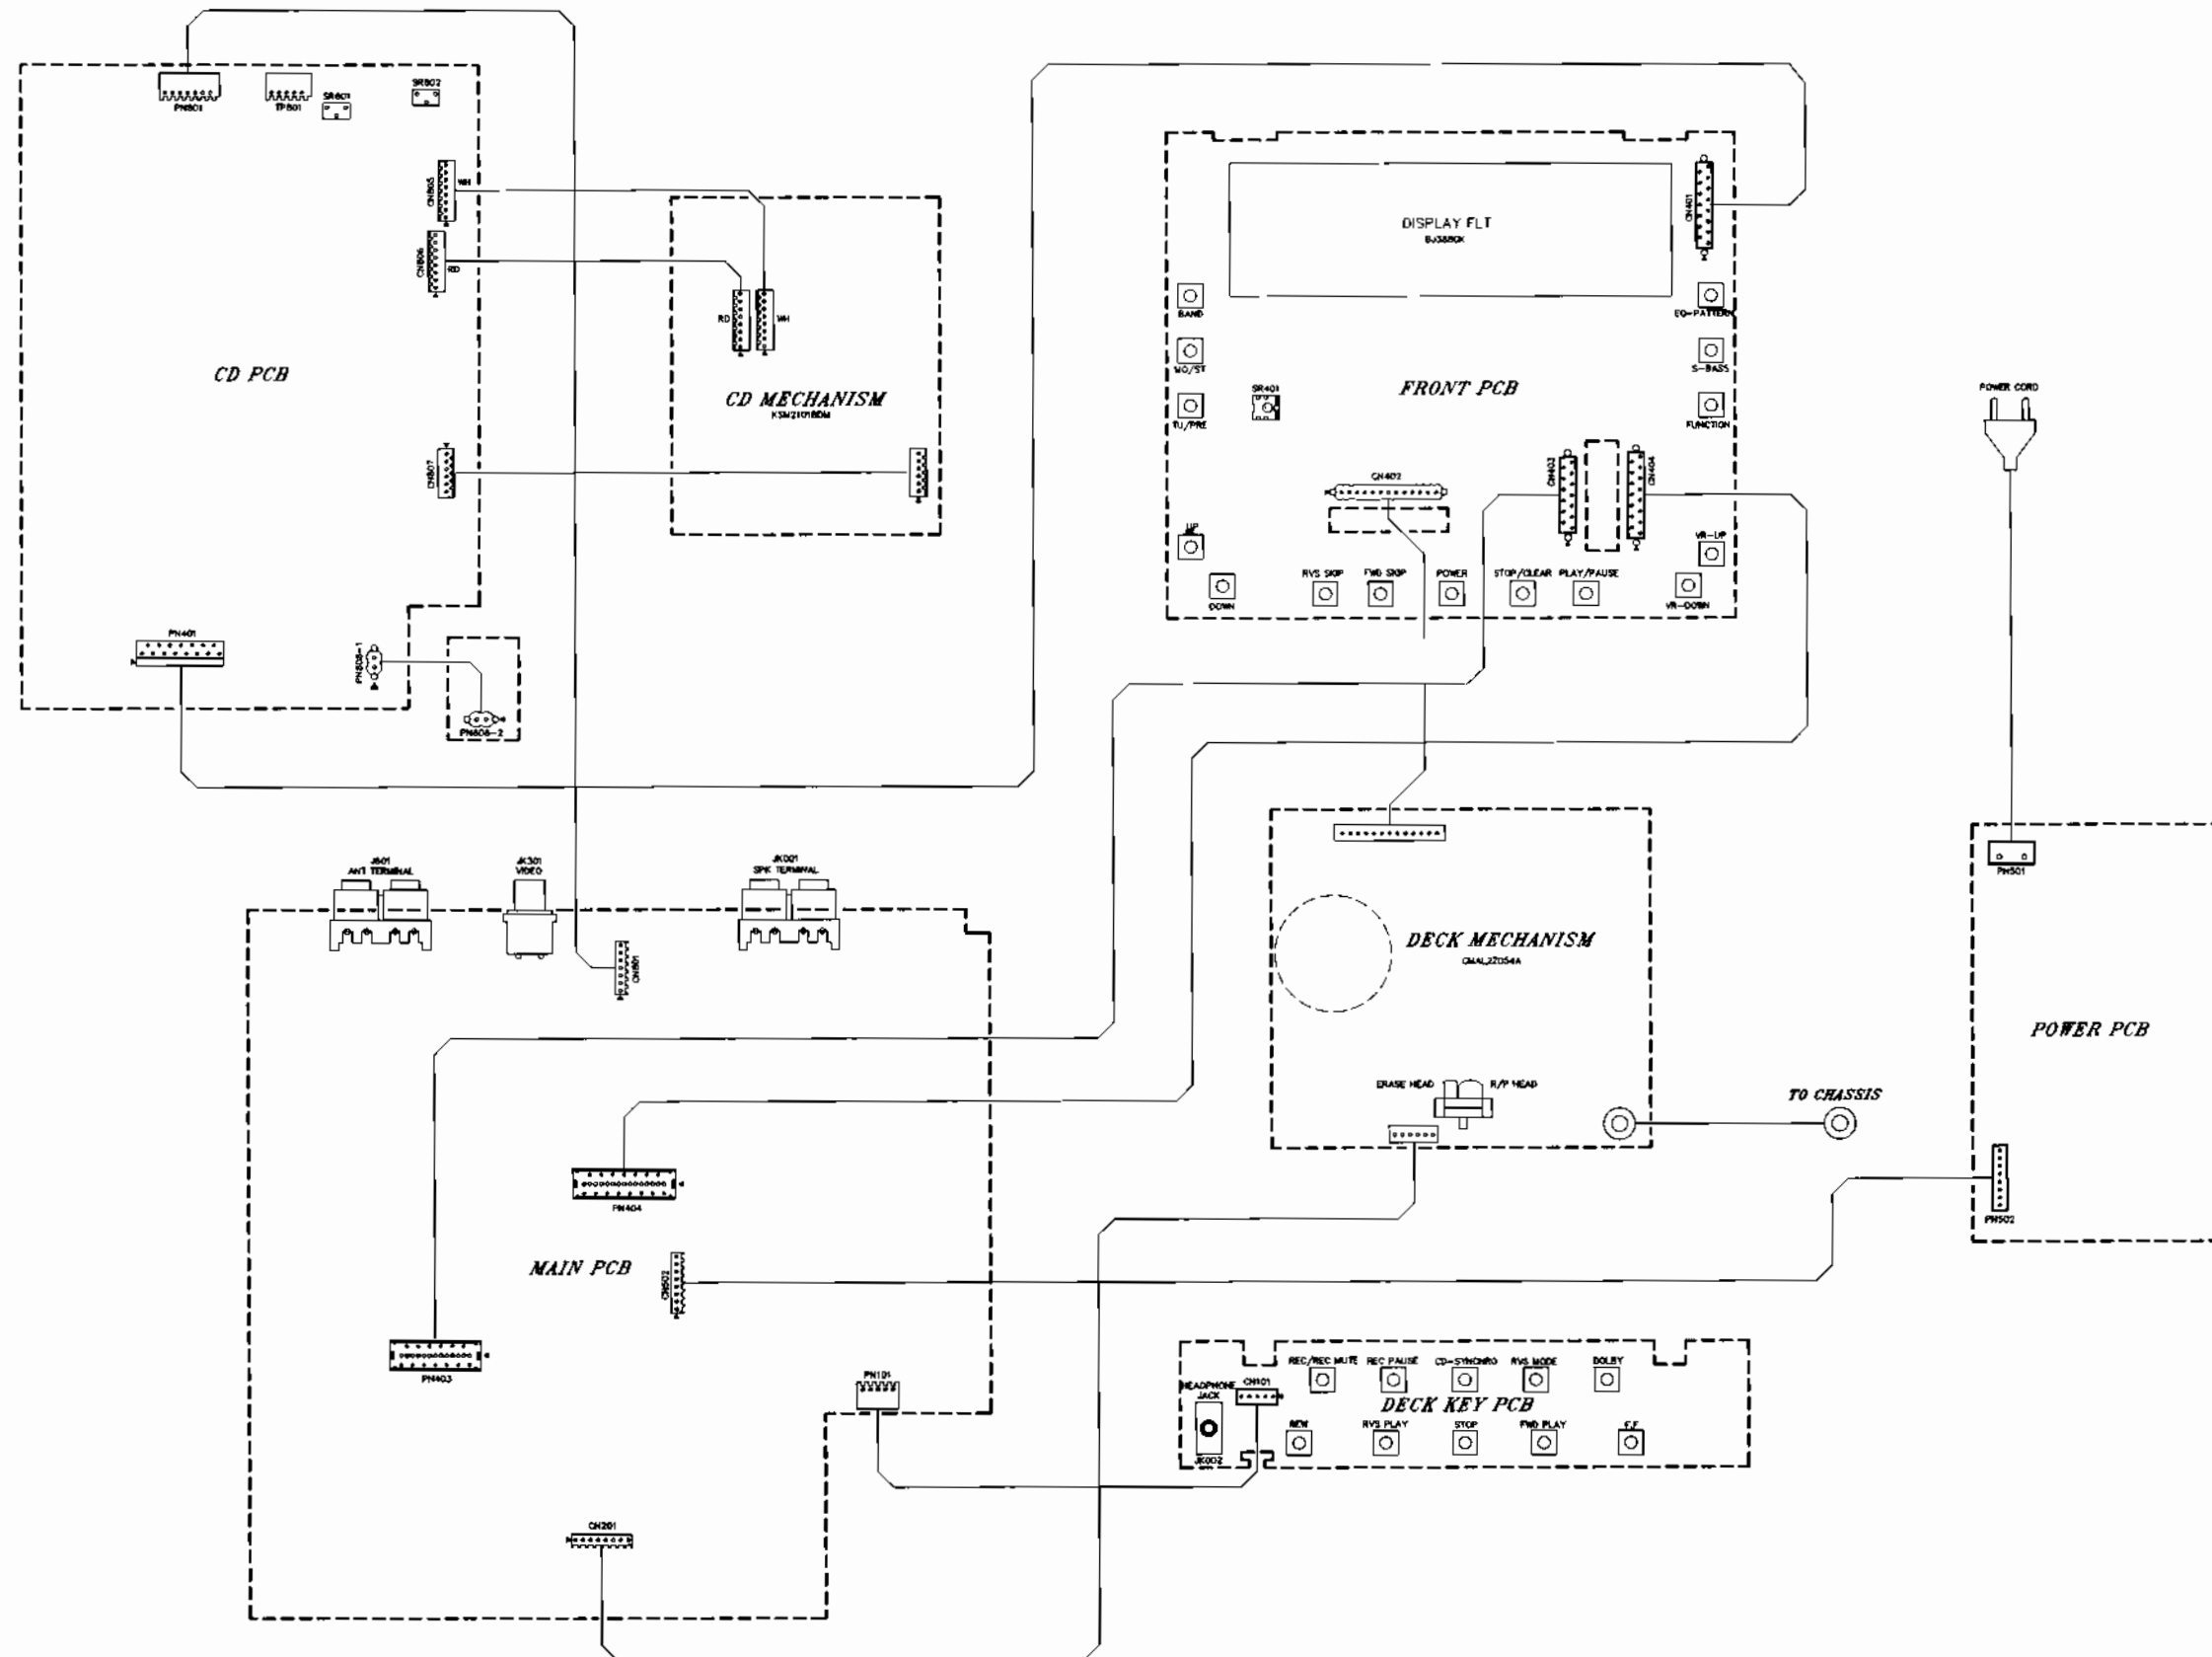 PN801
TP801
SR801
SR802
CN805
WH
CN806
RD
CD PCB
CN807
PN401
PN808-1
PN808-2
RD
WH
CD MECHANISM
KSM2101BDM
DISPLAY FLT
CN401
BAND
MO/ST
TU/PRE
UP
DOWN
SR401
FRONT PCB
EQ-PATTERN
S-BASS
FUNCTION
CN402
CN403
CN404
RVS SKIP
FWD SKIP
POWER
STOP/CLEAR
PLAY/PAUSE
VR-UP
VR-DOWN
POWER CORD
PN501
POWER PCB
PN502
ANT TERMINAL
JK301
VIDEO
JK001
SPK TERMINAL
CN801
PN404
MAIN PCB
CN502
PN403
PN101
CN201
DECK MECHANISM
ERASE HEAD
R/P HEAD
TO CHASSIS
REC/REC MUTE
REC PAUSE
CD-SYNCHRO
RVS MODE
DOLBY
HEADPHONE
JACK
CN101
DECK KEY PCB
REW
RVS PLAY
STOP
FWD PLAY
F.F
JK002